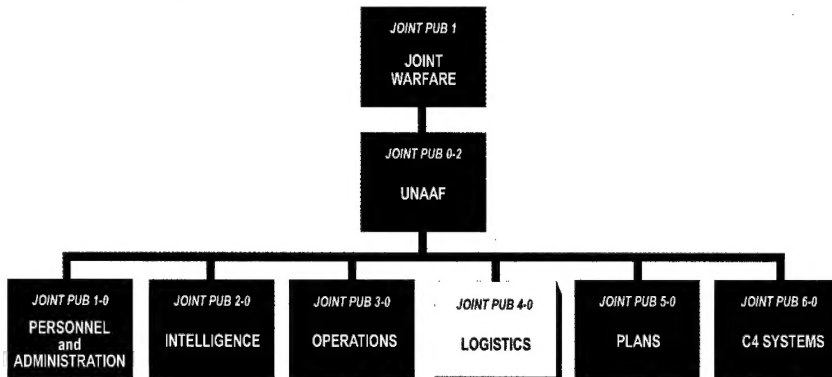 JOINT PUB 1
JOINT
WARFARE
JOINT PUB 0-2
UNAAF
JOINT PUB 1-0
PERSONNEL
and
ADMINISTRATION
JOINT PUB 2-0
INTELLIGENCE
JOINT PUB 3-0
OPERATIONS
JOINT PUB 4-0
LOGISTICS
JOINT PUB 5-0
PLANS
JOINT PUB 6-0
C4 SYSTEMS